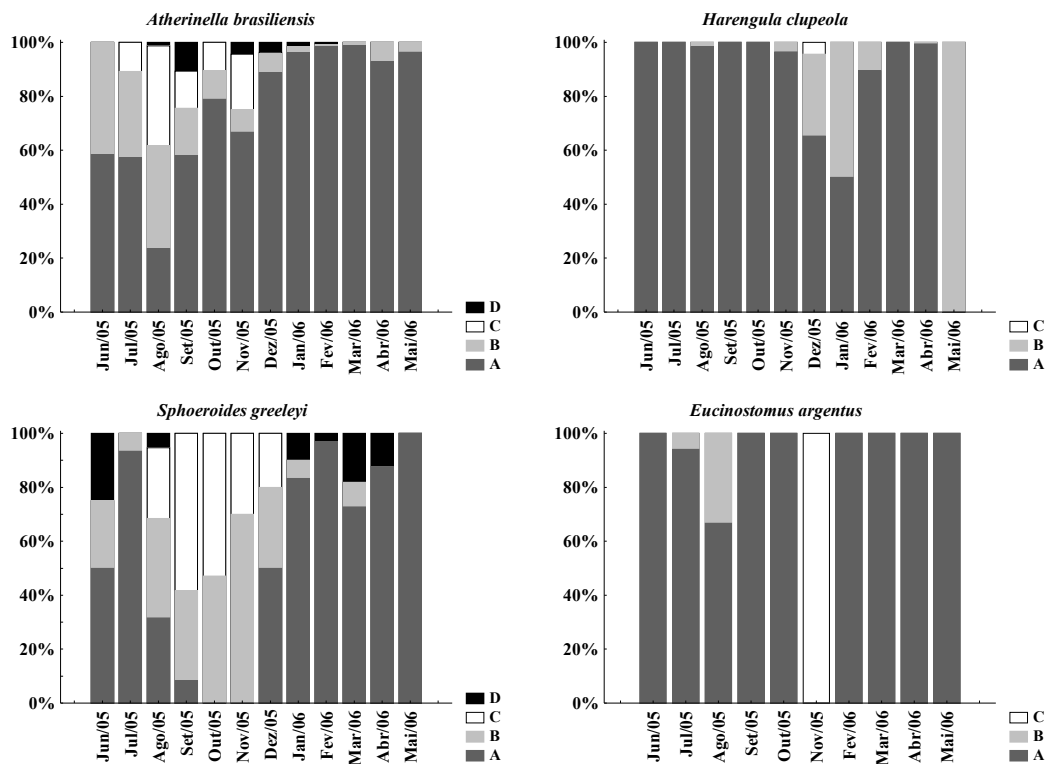 Atherinella brasiliensis
100%
80%
60%
40%
20%
0%
Jun/05
Jul/05
Ago/05
Set/05
Out/05
Nov/05
Dez/05
Jan/06
Fev/06
Mar/06
Abr/06
Mai/06
D
C
B
A
Harengula clupeola
100%
80%
60%
40%
20%
0%
Jun/05
Jul/05
Ago/05
Set/05
Out/05
Nov/05
Dez/05
Jan/06
Fev/06
Mar/06
Abr/06
Mai/06
C
B
A
Sphoeroides greeleyi
100%
80%
60%
40%
20%
0%
Jun/05
Jul/05
Ago/05
Set/05
Out/05
Nov/05
Dez/05
Jan/06
Fev/06
Mar/06
Abr/06
Mai/06
D
C
B
A
Eucinostomus argentus
100%
80%
60%
40%
20%
0%
Jun/05
Jul/05
Ago/05
Set/05
Out/05
Nov/05
Fev/06
Mar/06
Abr/06
Mai/06
C
B
A